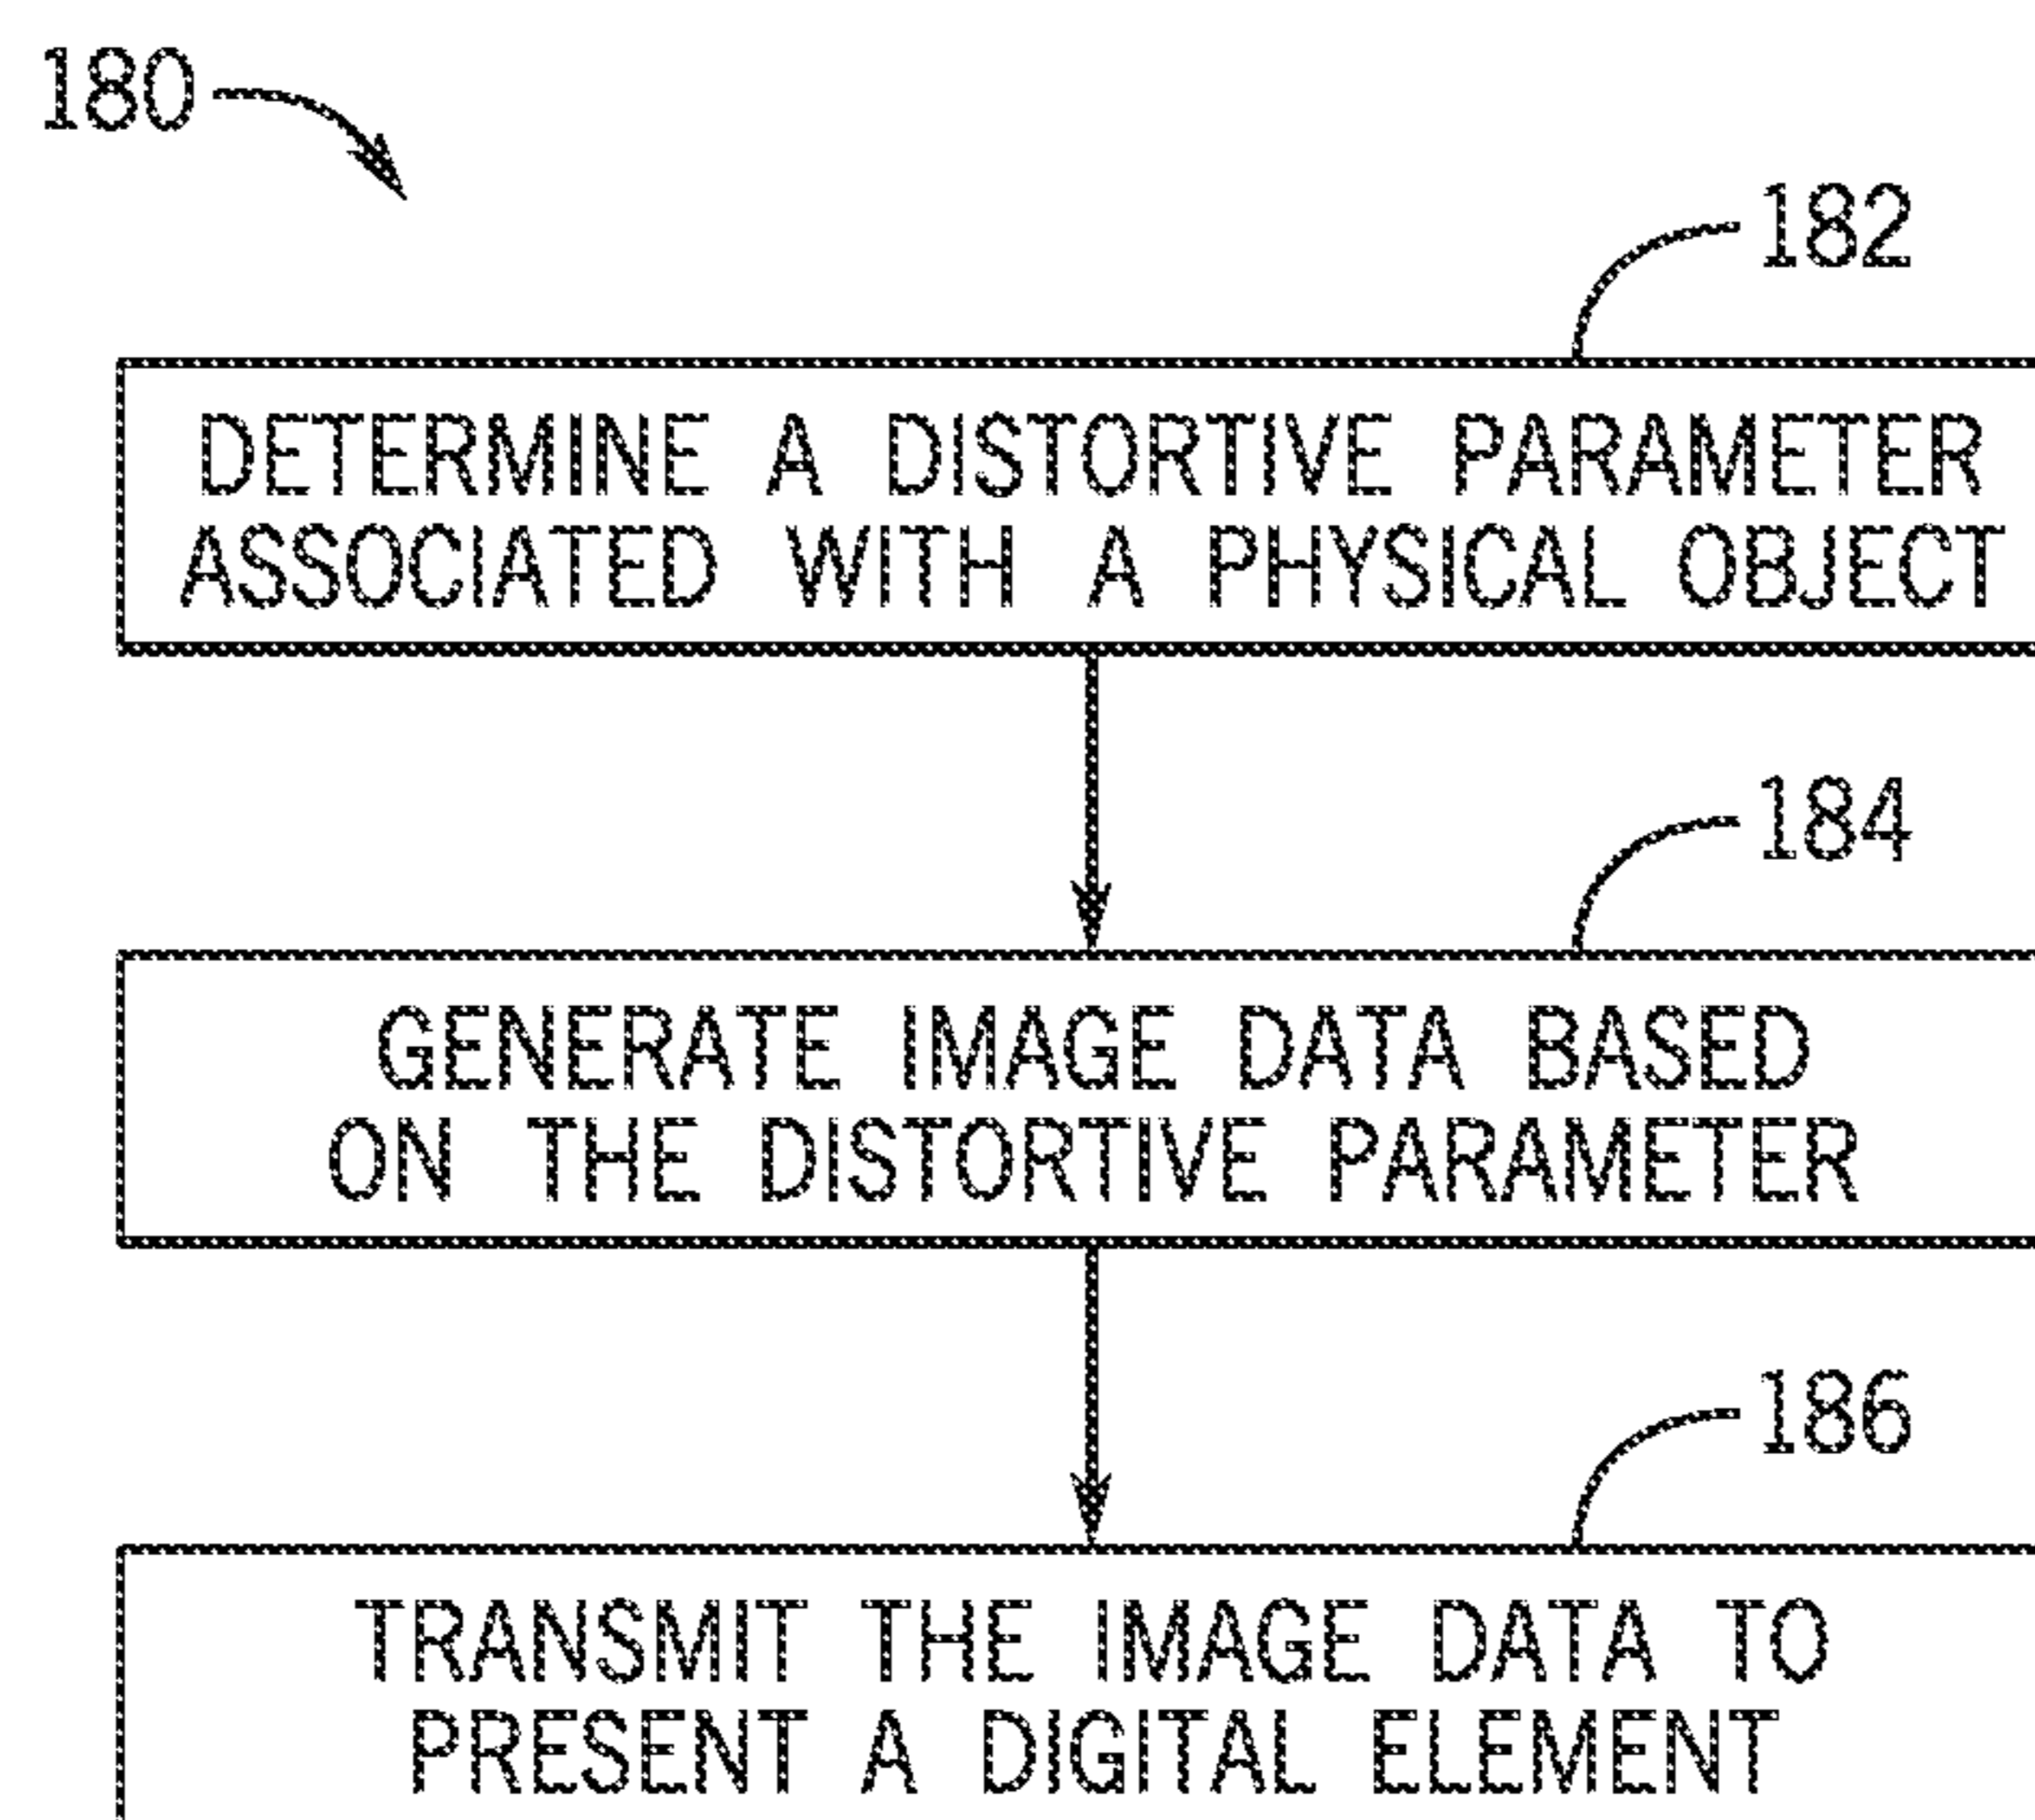 180
182
DETERMINE A DISTORTIVE PARAMETER
ASSOCIATED WITH A PHYSICAL OBJECT
184
GENERATE IMAGE DATA BASED
ON THE DISTORTIVE PARAMETER
186
TRANSMIT THE IMAGE DATA TO
PRESENT A DIGITAL ELEMENT